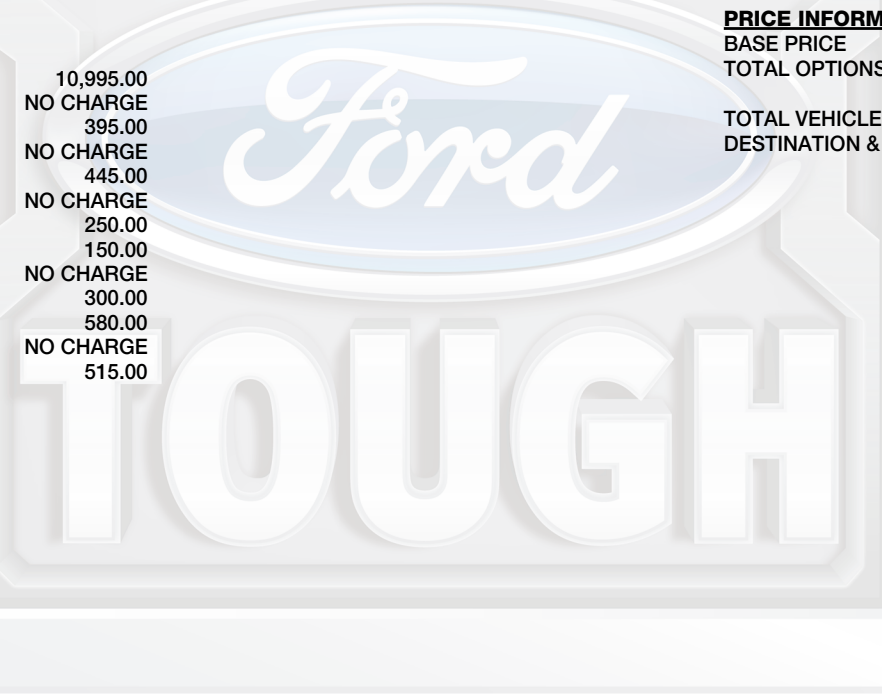 PRICE INFORM
BASE PRICE
TOTAL OPTIONS
TOTAL VEHICLE
DESTINATION &
10,995.00
NO CHARGE
395.00
NO CHARGE
445.00
NO CHARGE
250.00
150.00
NO CHARGE
300.00
580.00
NO CHARGE
515.00
Ford
TOUGH